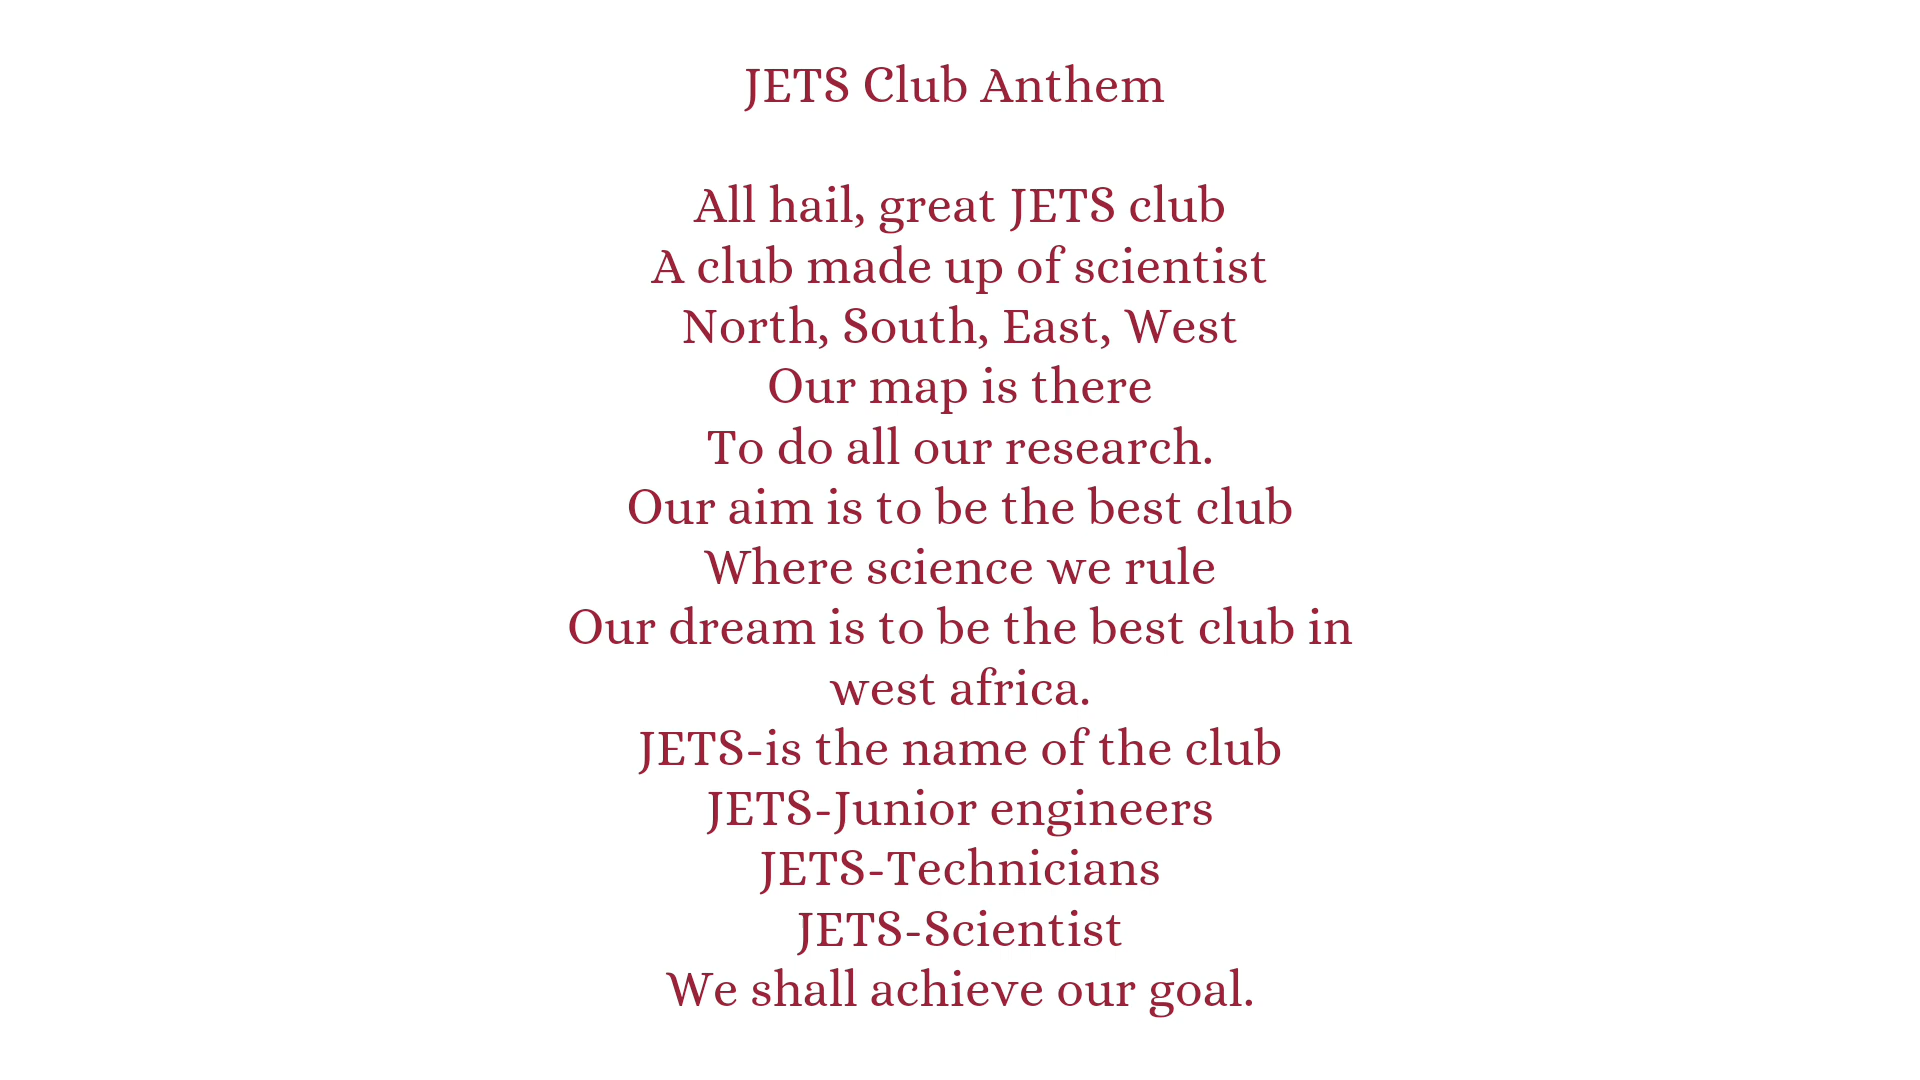 JETS Club Anthem
All hail, great JETS club
A club made up of scientist
North, South, East, West
Our map is there
To do all our research.
Our aim is to be the best club
Where science we rule
Our dream is to be the best club in
west africa.
JETS-is the name of the club
JETS-Junior engineers
JETS-Technicians
JETS-Scientist
We shall achieve our goal.